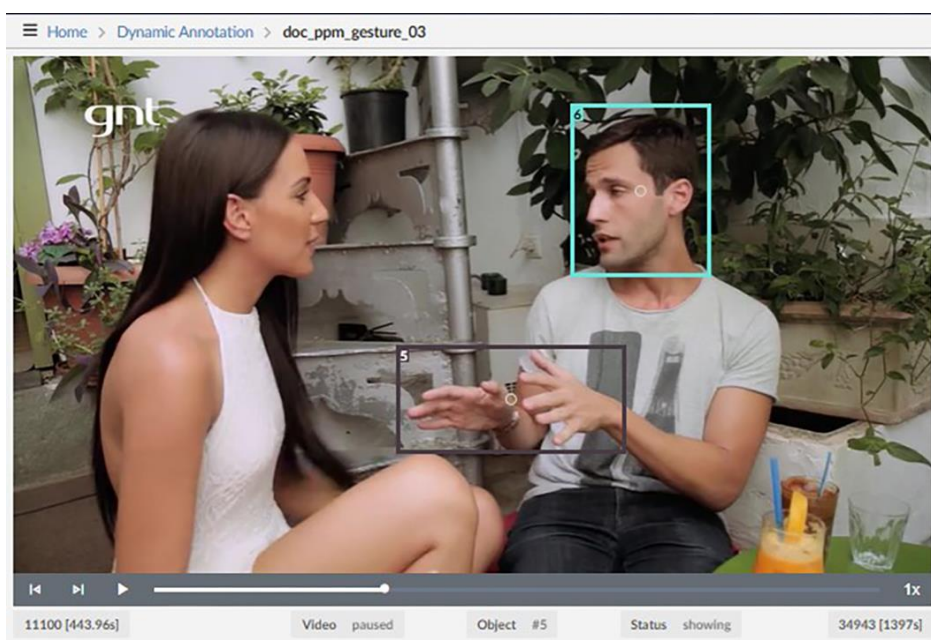 Home > Dynamic Annotation > doc_ppm_gesture_03
gnt
6
5
1x
11100 [443.96s]
Video paused
Object #5
Status showing
34943 [1397s]